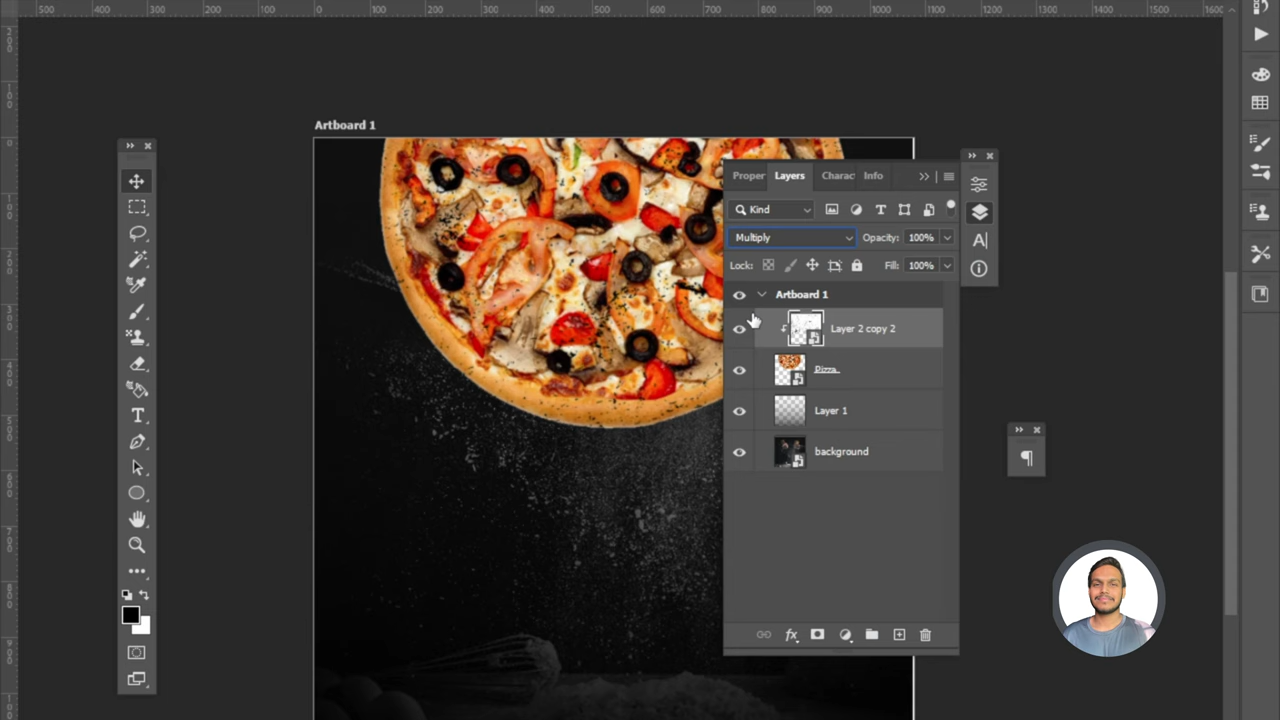 500 400 300 200 100 0 100 200 300 400 500 600 700 800 900 1000 1100 1200 1300 1400 1500 1600
Artboard 1
Proper Layers Charac Info
Kind
Multiply Opacity: 100%
Lock: Fill: 100%
Artboard 1
Layer 2 copy 2
Pizza
Layer 1
background